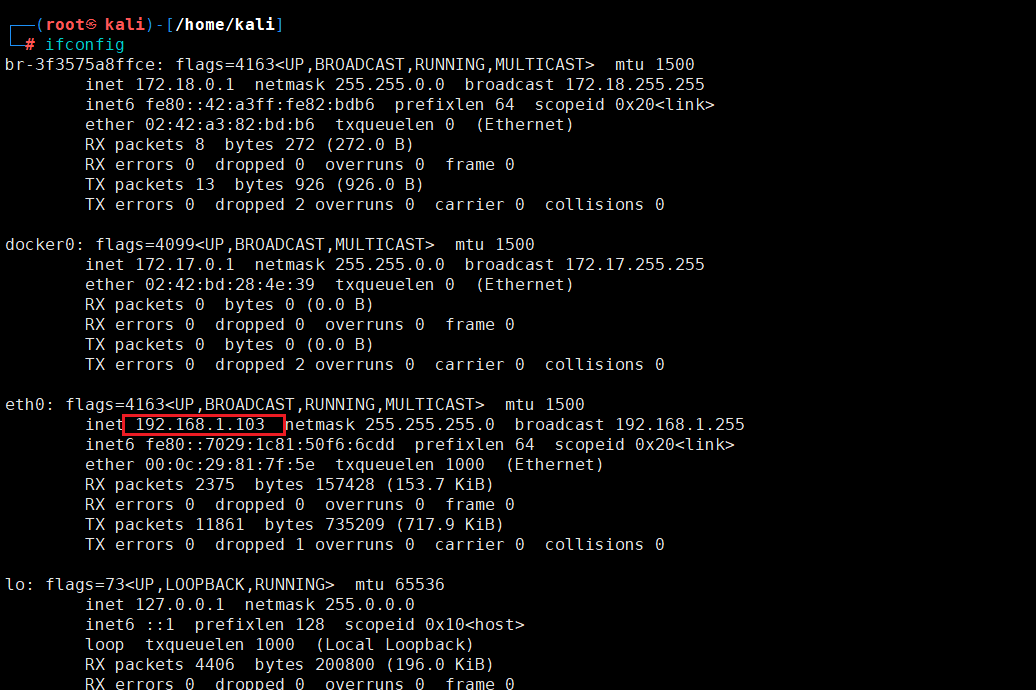 ┌──(root㉿ kali)-[/home/kali]
└─# ifconfig
br-3f3575a8ffce: flags=4163<UP,BROADCAST,RUNNING,MULTICAST>  mtu 1500
        inet 172.18.0.1  netmask 255.255.0.0  broadcast 172.18.255.255
        inet6 fe80::42:a3ff:fe82:bdb6  prefixlen 64  scopeid 0x20<link>
        ether 02:42:a3:82:bd:b6  txqueuelen 0  (Ethernet)
        RX packets 8  bytes 272 (272.0 B)
        RX errors 0  dropped 0  overruns 0  frame 0
        TX packets 13  bytes 926 (926.0 B)
        TX errors 0  dropped 2 overruns 0  carrier 0  collisions 0

docker0: flags=4099<UP,BROADCAST,MULTICAST>  mtu 1500
        inet 172.17.0.1  netmask 255.255.0.0  broadcast 172.17.255.255
        ether 02:42:bd:28:4e:39  txqueuelen 0  (Ethernet)
        RX packets 0  bytes 0 (0.0 B)
        RX errors 0  dropped 0  overruns 0  frame 0
        TX packets 0  bytes 0 (0.0 B)
        TX errors 0  dropped 2 overruns 0  carrier 0  collisions 0

eth0: flags=4163<UP,BROADCAST,RUNNING,MULTICAST>  mtu 1500
        inet 192.168.1.103  netmask 255.255.255.0  broadcast 192.168.1.255
        inet6 fe80::7029:1c81:50f6:6cdd  prefixlen 64  scopeid 0x20<link>
        ether 00:0c:29:81:7f:5e  txqueuelen 1000  (Ethernet)
        RX packets 2375  bytes 157428 (153.7 KiB)
        RX errors 0  dropped 0  overruns 0  frame 0
        TX packets 11861  bytes 735209 (717.9 KiB)
        TX errors 0  dropped 1 overruns 0  carrier 0  collisions 0

lo: flags=73<UP,LOOPBACK,RUNNING>  mtu 65536
        inet 127.0.0.1  netmask 255.0.0.0
        inet6 ::1  prefixlen 128  scopeid 0x10<host>
        loop  txqueuelen 1000  (Local Loopback)
        RX packets 4406  bytes 200800 (196.0 KiB)
        RX errors 0  dropped 0  overruns 0  frame 0